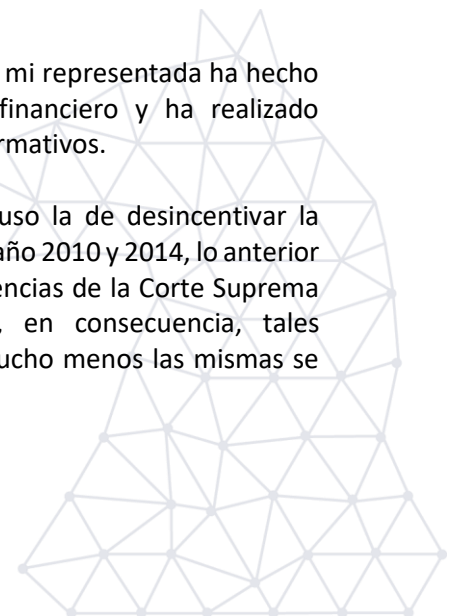 mi representada ha hecho
financiero y ha realizado
rmativos.
uso la de desincentivar la
año 2010 y 2014, lo anterior
encias de la Corte Suprema
, en consecuencia, tales
ucho menos las mismas se